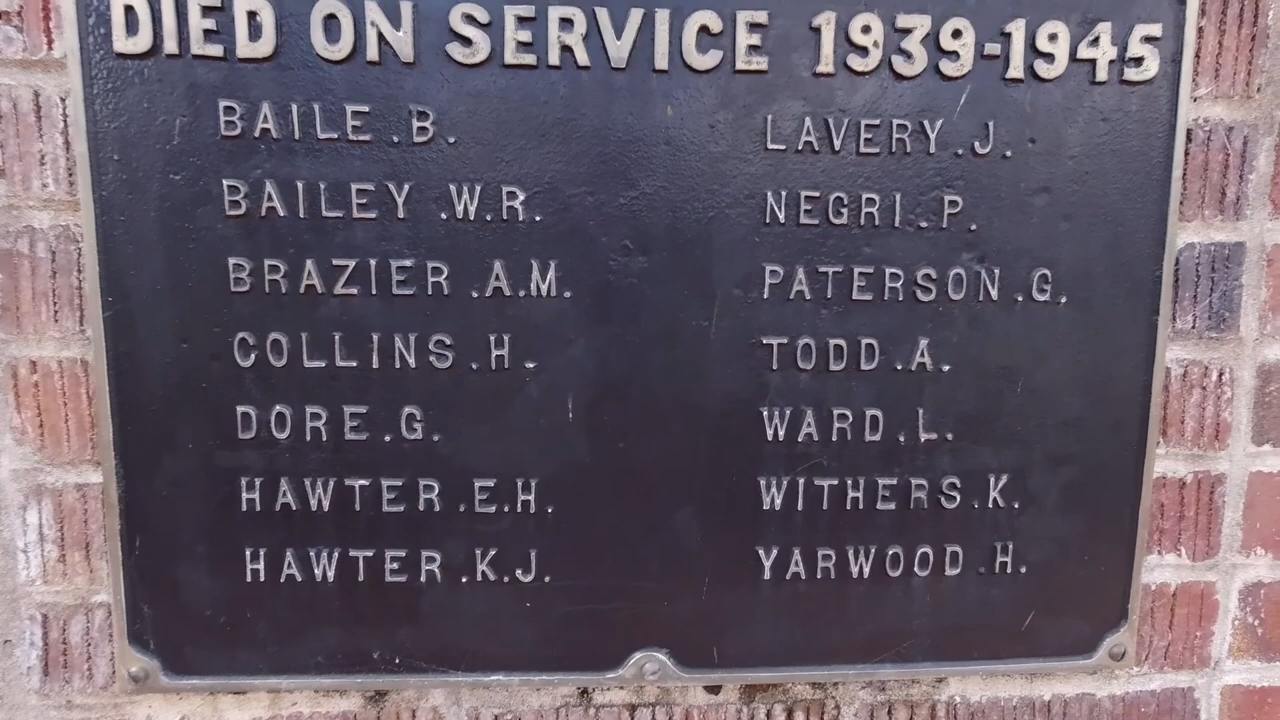 DIED ON SERVICE 1939-1945
BAILE .B.
BAILEY .W.R.
BRAZIER .A.M.
COLLINS .H.
DORE .G.
HAWTER .E.H.
HAWTER .K.J.
LAVERY .J.
NEGRI .P.
PATERSON .G.
TODD .A.
WARD .L.
WITHERS .K.
YARWOOD .H.